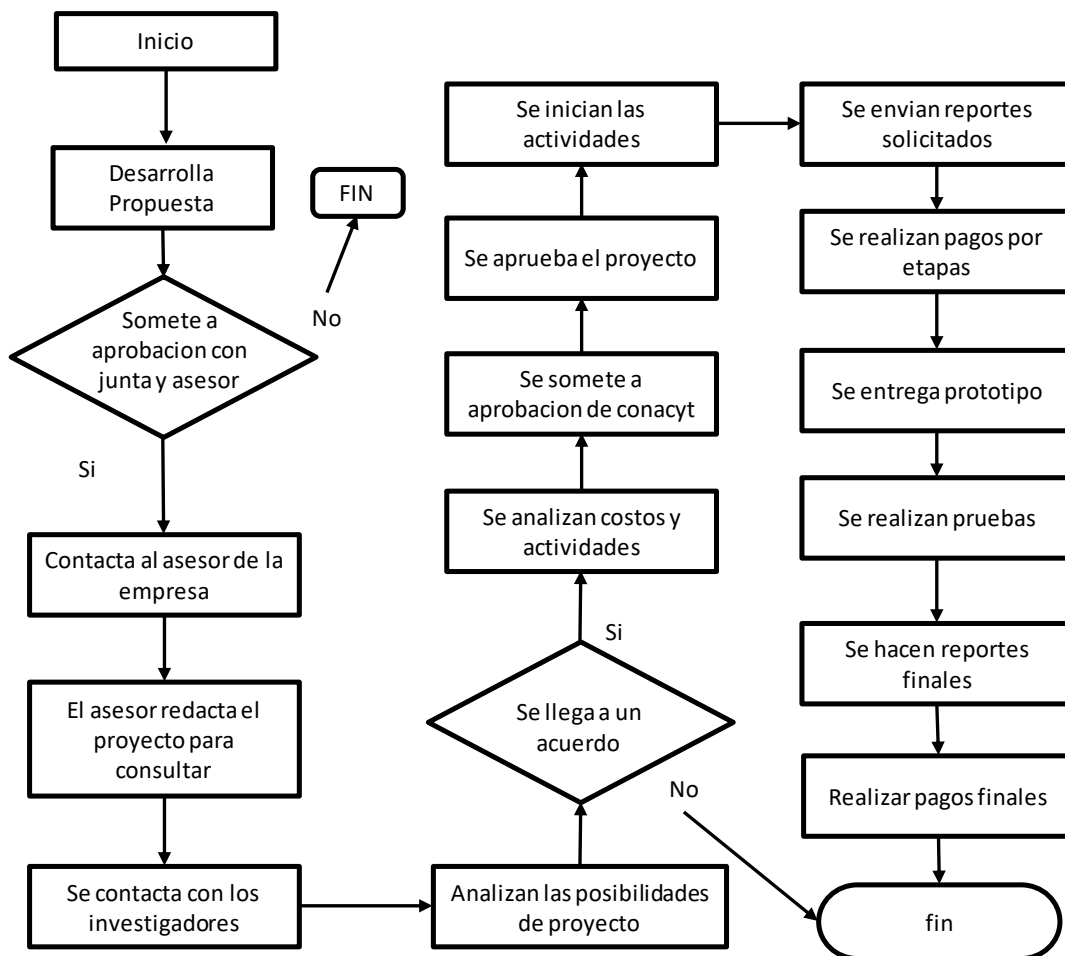 Inicio
Desarrolla
Propuesta
FIN
No
Somete a
aprobacion con
junta y asesor
Si
Contacta al asesor de la
empresa
El asesor redacta el
proyecto para
consultar
Se contacta con los
investigadores
Analizan las posibilidades
de proyecto
Se llega a un
acuerdo
No
Si
Se analizan costos y
actividades
Se somete a
aprobacion de conacyt
Se aprueba el proyecto
Se inician las
actividades
Se envian reportes
solicitados
Se realizan pagos por
etapas
Se entrega prototipo
Se realizan pruebas
Se hacen reportes
finales
Realizar pagos finales
fin